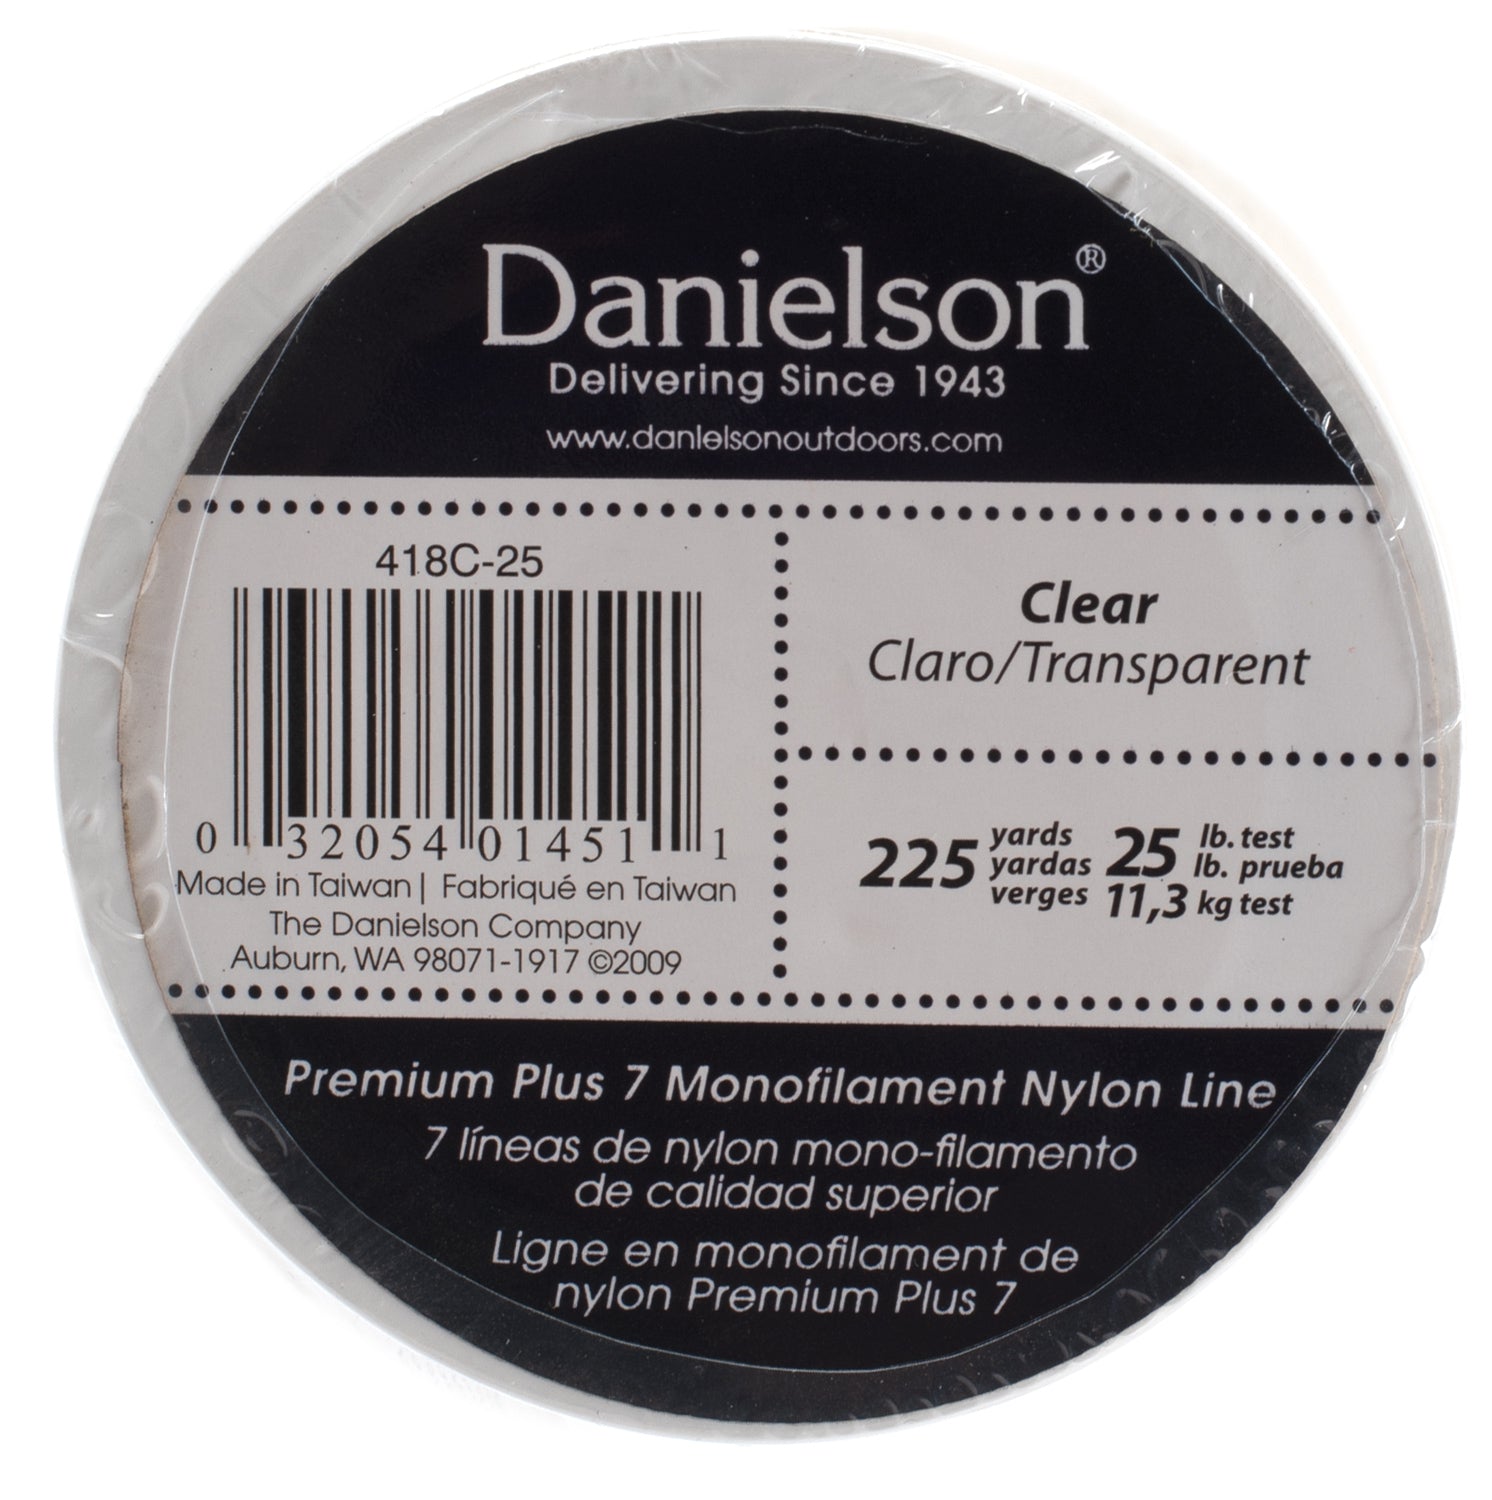 Danielson®
Delivering Since 1943
www.danielsonoutdoors.com
418C-25
0 32054 01451 1
Made in Taiwan | Fabriqué en Taiwan
The Danielson Company
Auburn, WA 98071-1917 ©2009
Clear
Claro/Transparent
225 yards yardas verges
25 lb. test lb. prueba
11,3 kg test
Premium Plus 7 Monofilament Nylon Line
7 líneas de nylon mono-filamento
de calidad superior
Ligne en monofilament de
nylon Premium Plus 7